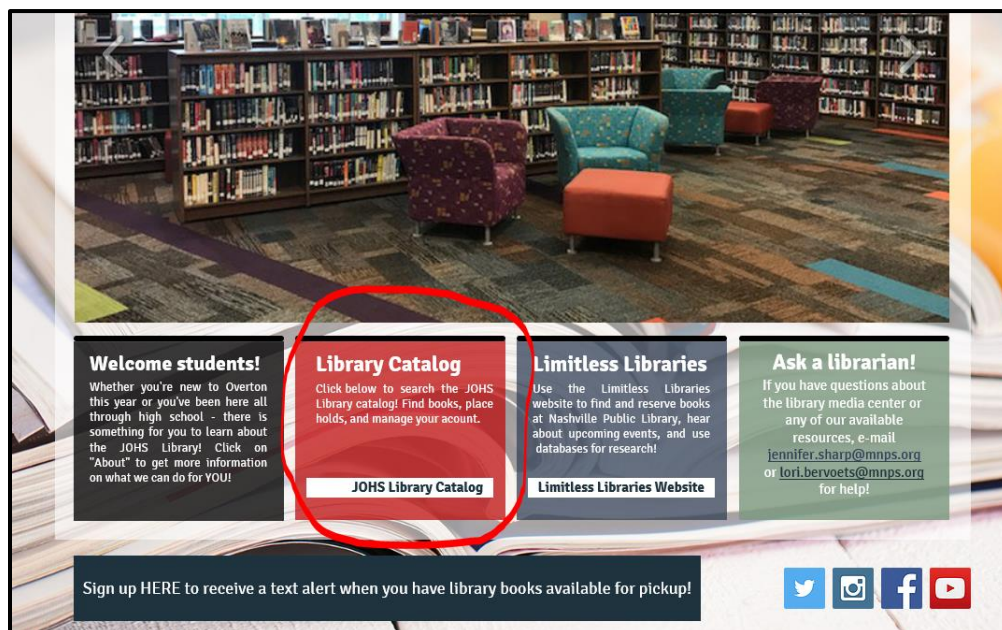 Welcome students!
Whether you're new to Overton
this year or you've been here all
through high school - there is
something for you to learn about
the JOHS Library! Click on
"About" to get more information
on what we can do for YOU!
Library Catalog
Click below to search the JOHS
Library catalog! Find books, place
holds, and manage your acount.
JOHS Library Catalog
Limitless Libraries
Use the Limitless Libraries
website to find and reserve books
at Nashville Public Library, hear
about upcoming events, and use
databases for research!
Limitless Libraries Website
Ask a librarian!
If you have questions about
the library media center or
any of our available
resources, e-mail
jennifer.sharp@mnps.org
or lori.bervoets@mnps.org
for help!
Sign up HERE to receive a text alert when you have library books available for pickup!